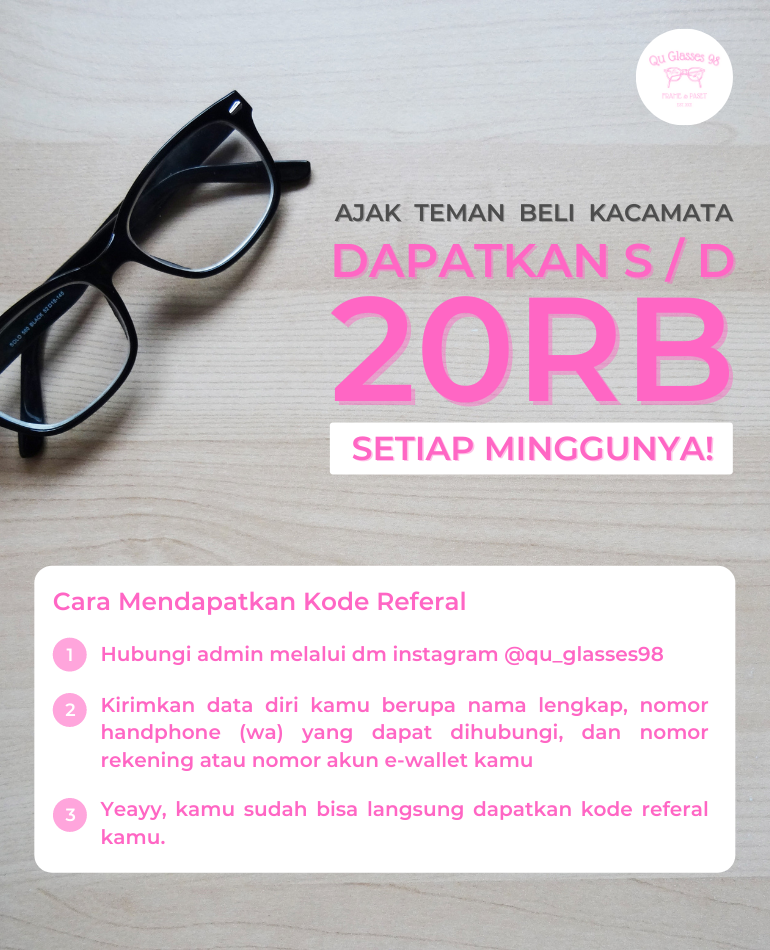 Qu Glasses 98
AJAK TEMAN BELI KACAMATA
DAPATKAN S / D
20RB
SETIAP MINGGUNYA!
Cara Mendapatkan Kode Referal
1 Hubungi admin melalui dm instagram @qu_glasses98
2 Kirimkan data diri kamu berupa nama lengkap, nomor
handphone (wa) yang dapat dihubungi, dan nomor
rekening atau nomor akun e-wallet kamu
3 Yeayy, kamu sudah bisa langsung dapatkan kode referal
kamu.